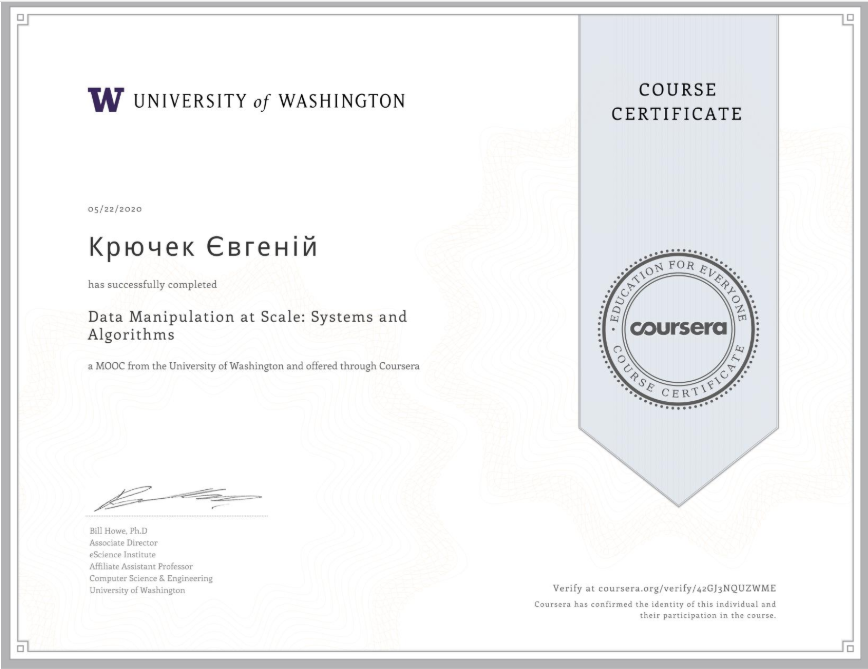 W UNIVERSITY of WASHINGTON
COURSE
CERTIFICATE
05/22/2020
Крючек Євгеній
has successfully completed
Data Manipulation at Scale: Systems and
Algorithms
a MOOC from the University of Washington and offered through Coursera
EDUCATION FOR EVERYONE
coursera
COURSE CERTIFICATE
Bill Howe, Ph.D
Associate Director
eScience Institute
Affiliate Assistant Professor
Computer Science & Engineering
University of Washington
Verify at coursera.org/verify/42GJ3NQUZWME
Coursera has confirmed the identity of this individual and
their participation in the course.